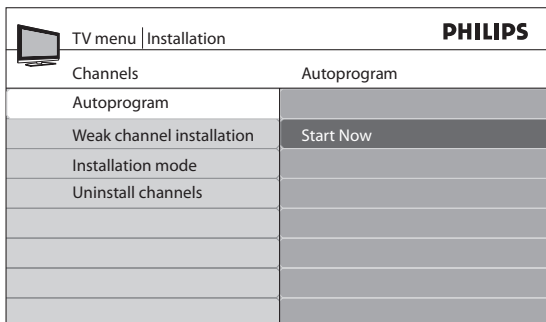 TV menu | Installation
PHILIPS
Channels
Autoprogram
Autoprogram
Weak channel installation
Start Now
Installation mode
Uninstall channels